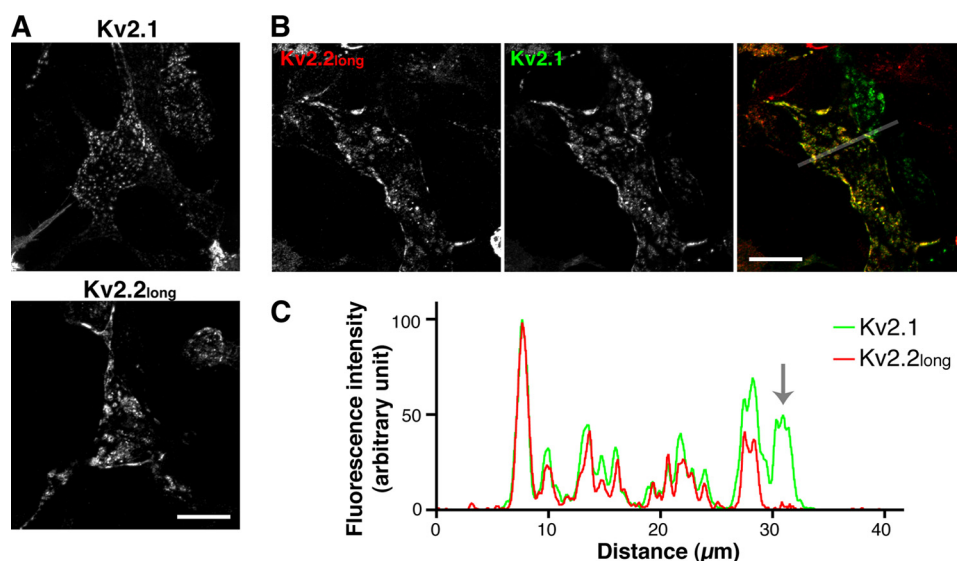 A
Kv2.1
Kv2.2long
B
Kv2.2long
Kv2.1
C
Fluorescence intensity
(arbitrary unit)
100
50
0
0
10
20
30
40
Distance (µm)
Kv2.1
Kv2.2long